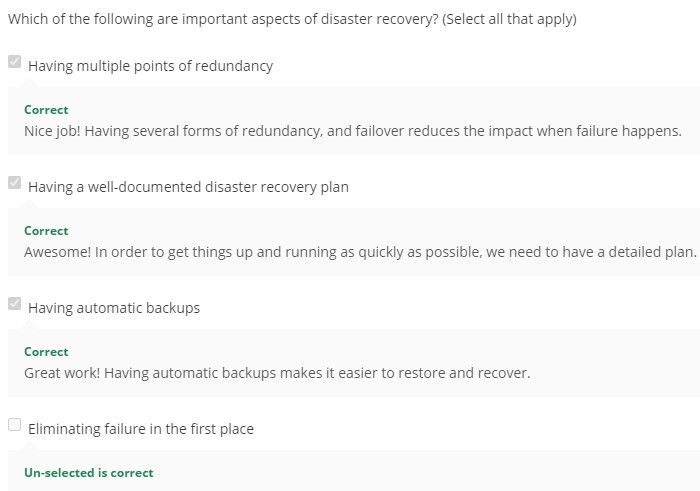 Which of the following are important aspects of disaster recovery? (Select all that apply)
Having multiple points of redundancy
Correct
Nice job! Having several forms of redundancy, and failover reduces the impact when failure happens.
Having a well-documented disaster recovery plan
Correct
Awesome! In order to get things up and running as quickly as possible, we need to have a detailed plan.
Having automatic backups
Correct
Great work! Having automatic backups makes it easier to restore and recover.
Eliminating failure in the first place
Un-selected is correct